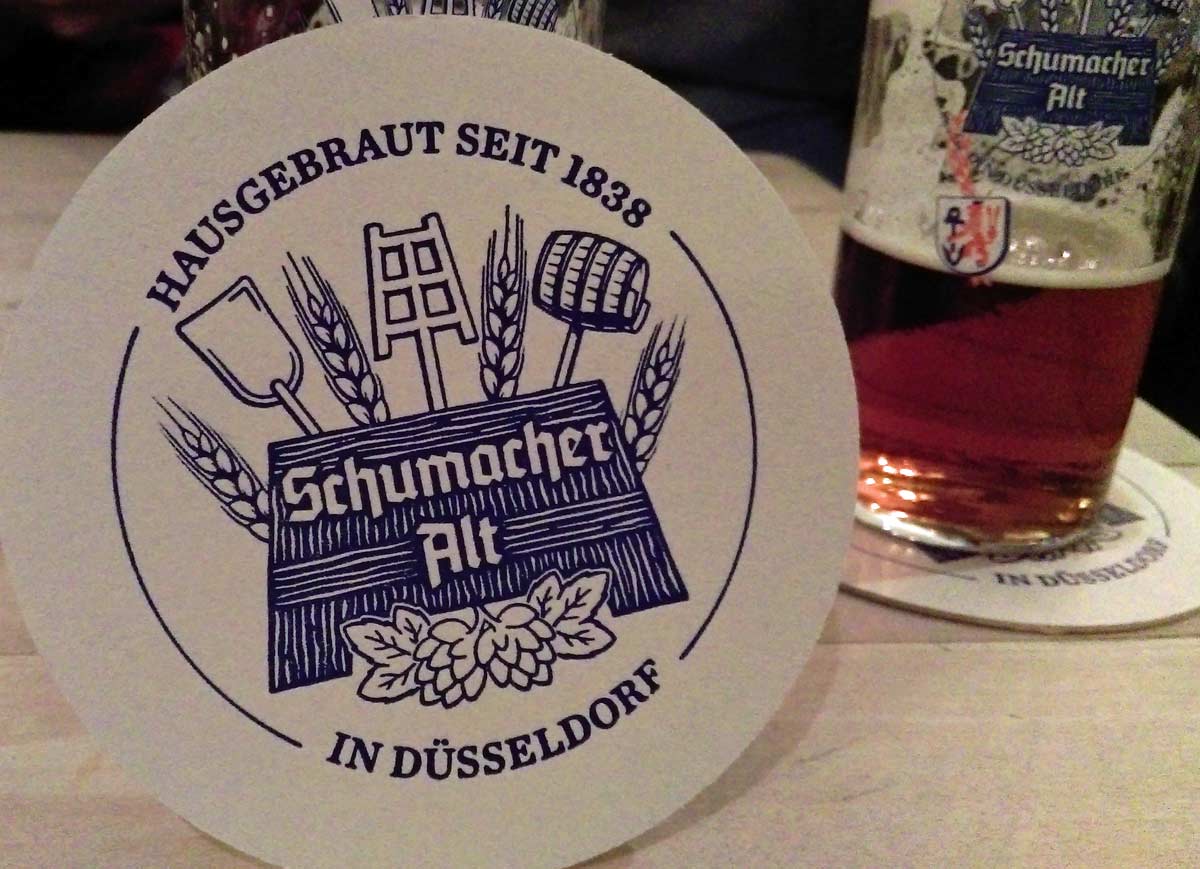 HAUSGEBRAUT SEIT 1838
Schumacher
Alt
IN DÜSSELDORF
Schumacher
Alt
IN DÜSSELDORF